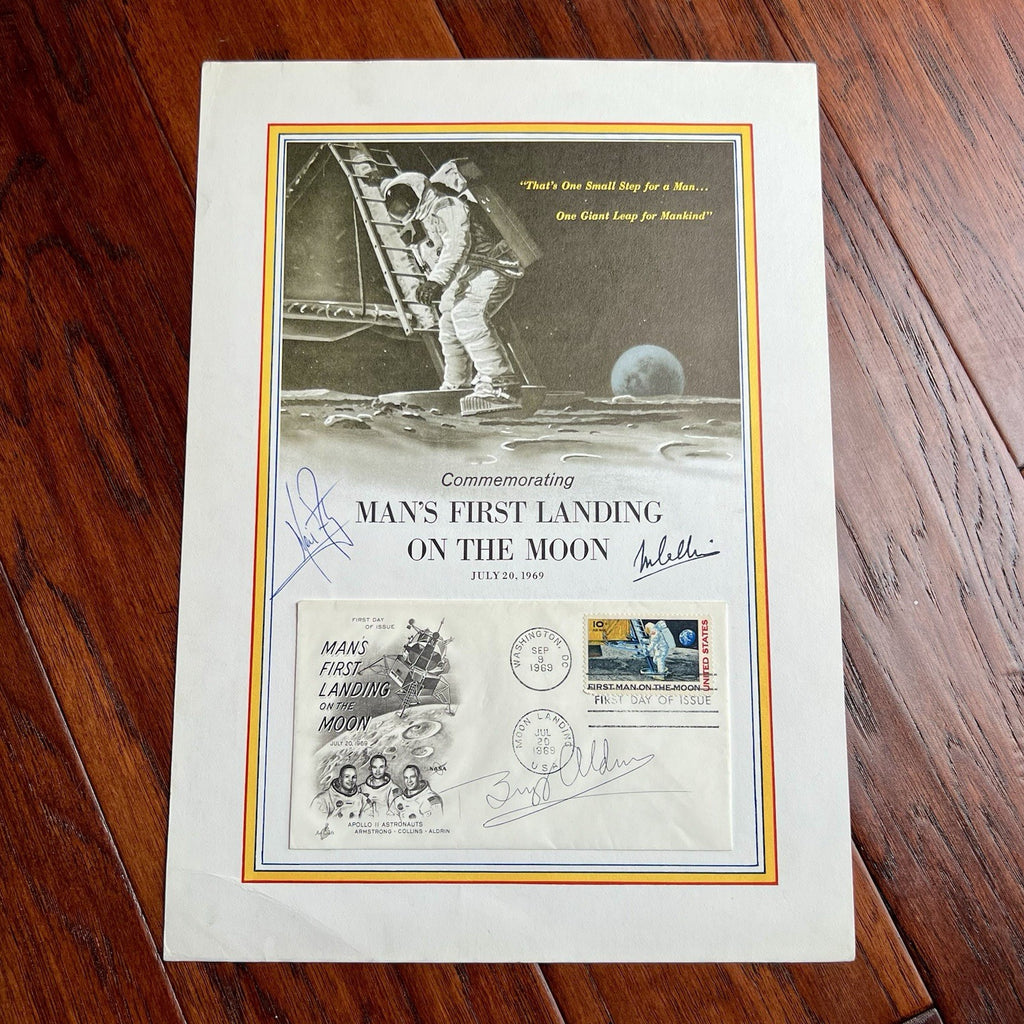 "That's One Small Step for a Man...
One Giant Leap for Mankind"
Commemorating
MAN'S FIRST LANDING
ON THE MOON
JULY 20, 1969
FIRST DAY
OF ISSUE
MAN'S
FIRST
LANDING
ON THE
MOON
JULY 20, 1969
NASA
APOLLO 11 ASTRONAUTS
ARMSTRONG - COLLINS - ALDRIN
WASHINGTON, DC
SEP
9
1969
10¢
UNITED STATES
FIRST MAN ON THE MOON
FIRST DAY OF ISSUE
MOON LANDING
JUL
20
1969
USA
Buzz Aldrin